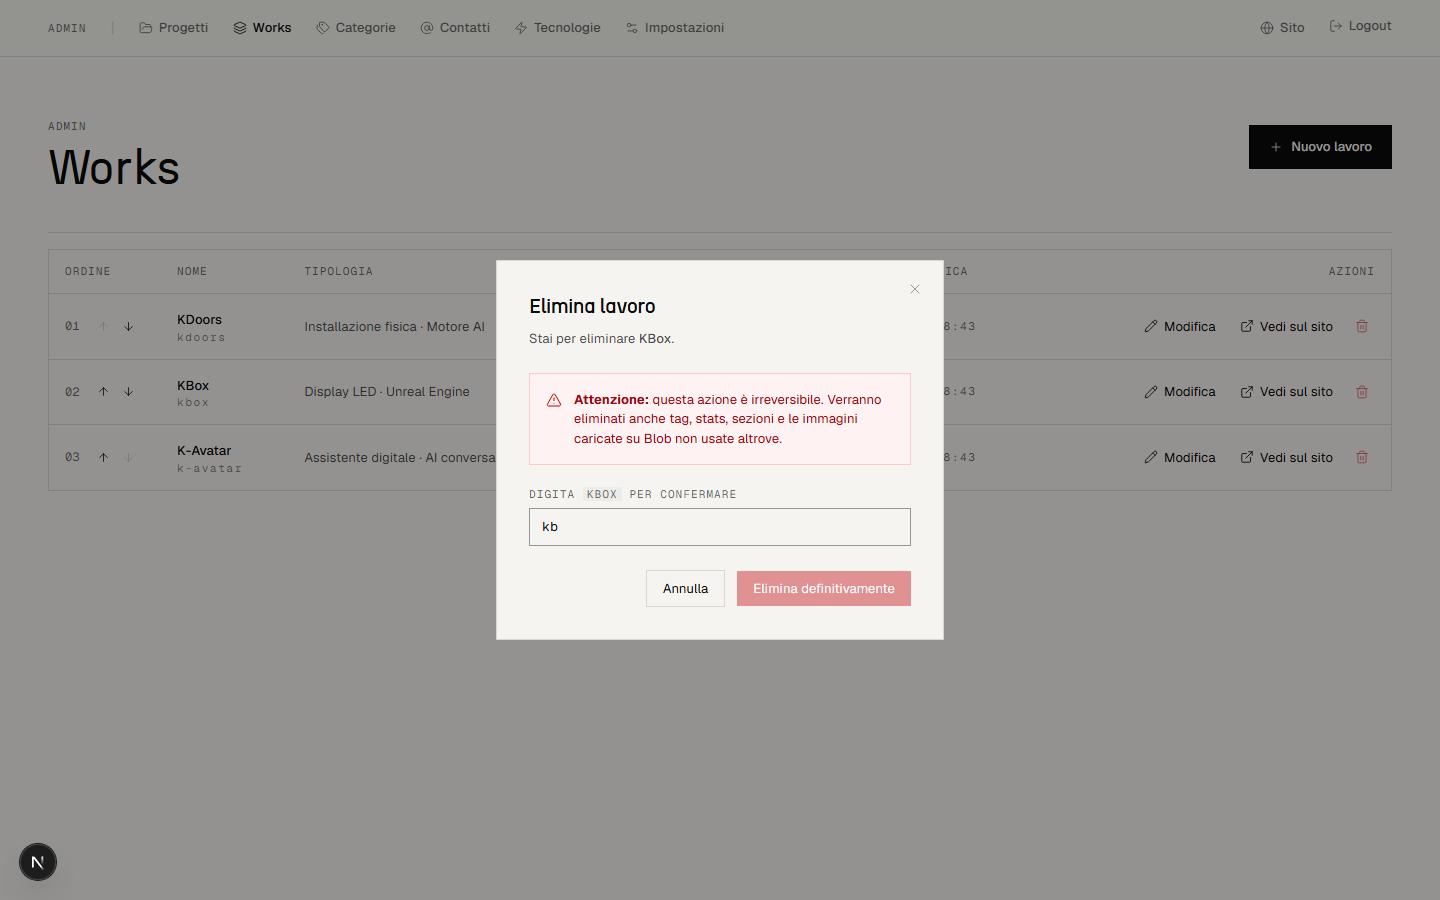 ADMIN
Progetti
Works
Categorie
Contatti
Tecnologie
Impostazioni
Sito
Logout
ADMIN
Works
Nuovo lavoro
ORDINE NOME TIPOLOGIA ICA AZIONI
01 KDoors Installazione fisica · Motore AI 8:43 Modifica Vedi sul sito
kdoors
02 KBox Display LED · Unreal Engine 8:43 Modifica Vedi sul sito
kbox
03 K-Avatar Assistente digitale · AI conversa 8:43 Modifica Vedi sul sito
k-avatar
Elimina lavoro
Stai per eliminare KBox.
Attenzione: questa azione è irreversibile. Verranno
eliminati anche tag, stats, sezioni e le immagini
caricate su Blob non usate altrove.
DIGITA KBOX PER CONFERMARE
kb
Annulla
Elimina definitivamente
N